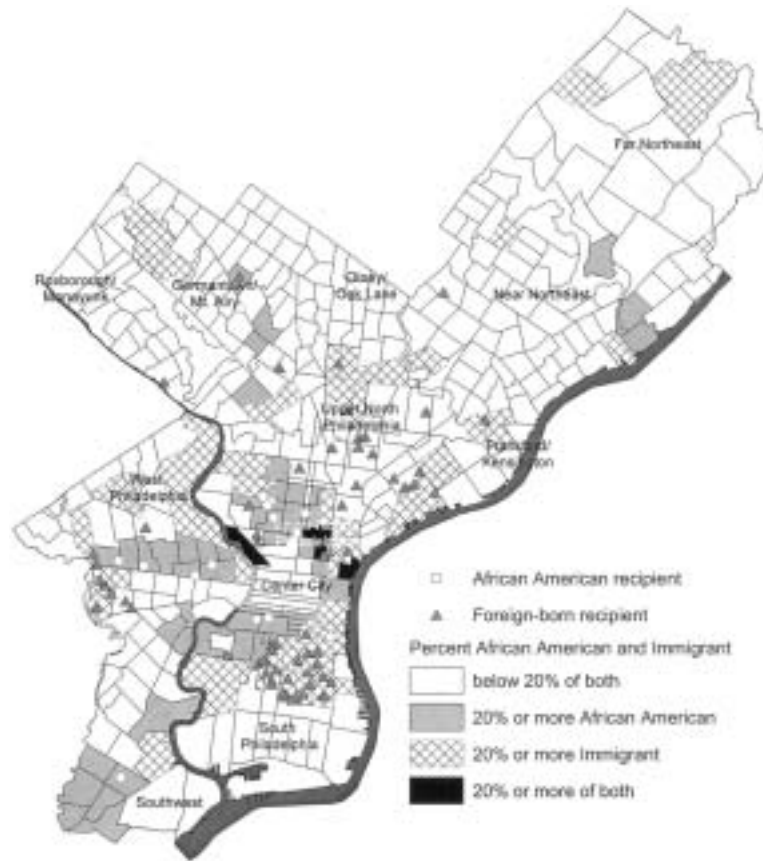 Far Northeast
Roxborough/
Manayunk
Germantown/
Mt. Airy
Olney/
Oak Lane
Near Northeast
Upper North
Philadelphia
Frankford/
Kensington
West
Philadelphia
Center City
South
Philadelphia
Southwest
African American recipient
Foreign-born recipient
Percent African American and Immigrant
below 20% of both
20% or more African American
20% or more Immigrant
20% or more of both